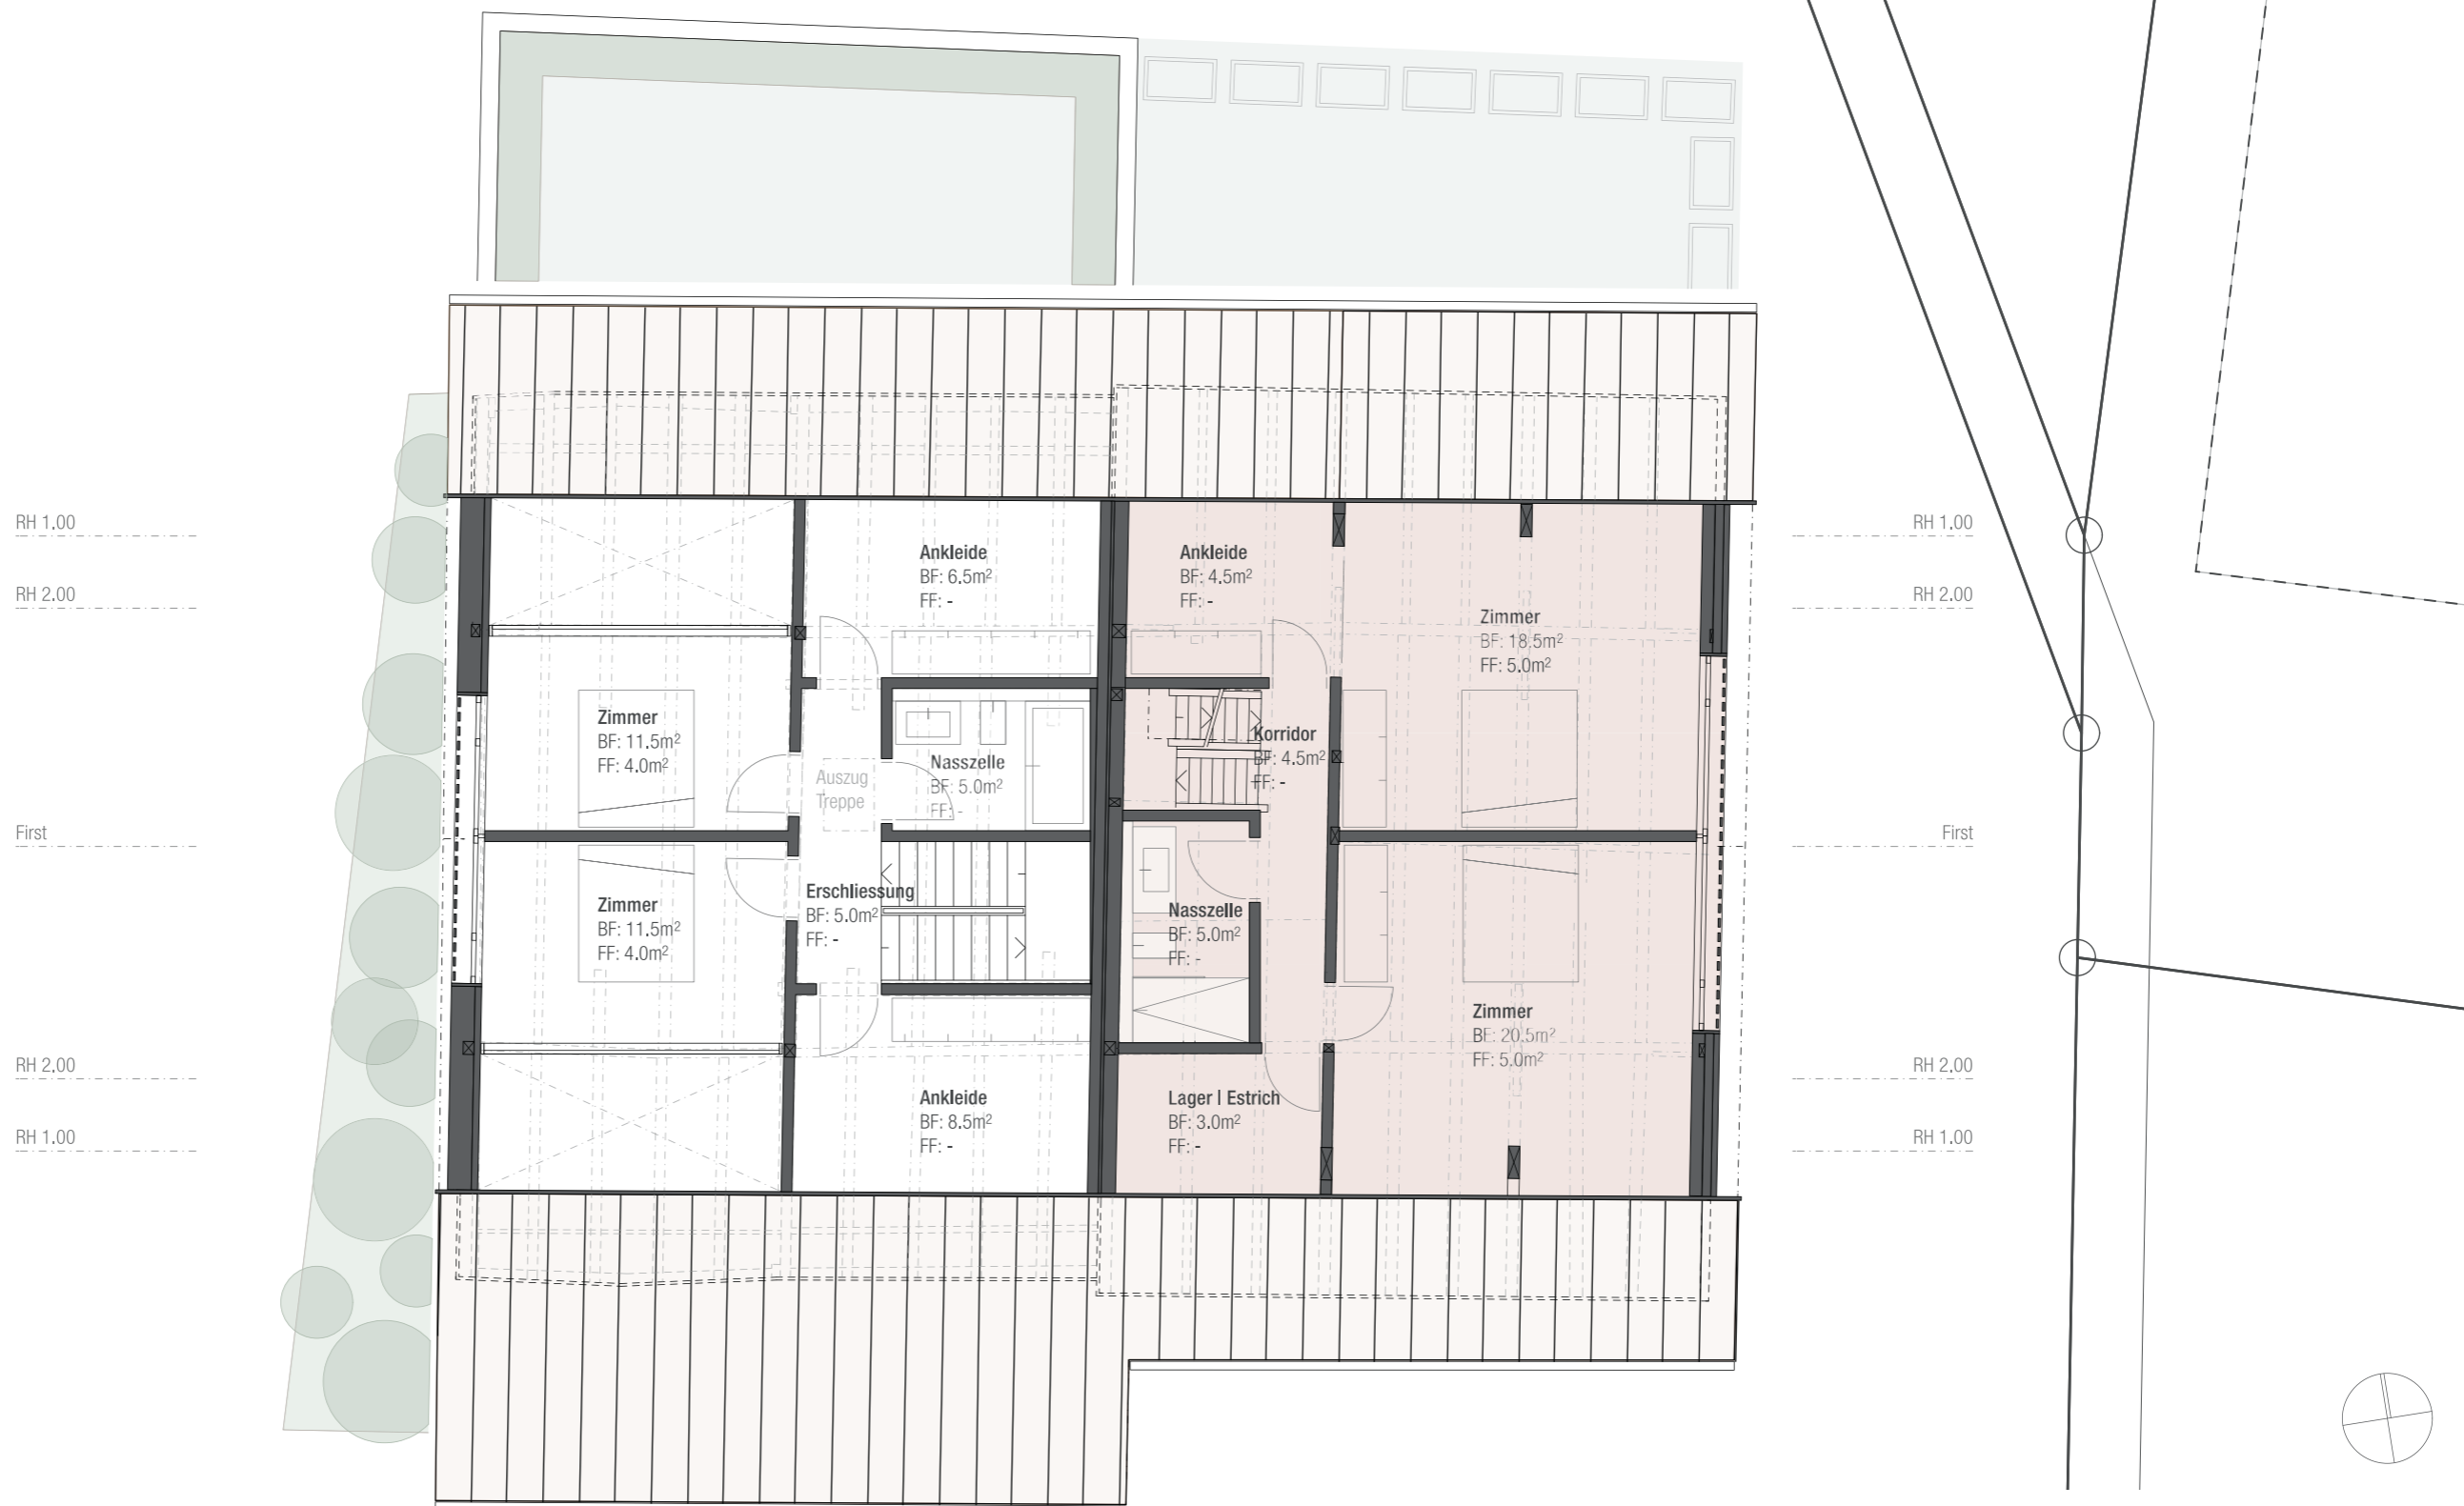 RH 1.00
RH 1.00
Ankleide
BF: 6.5m²
FF: -
Ankleide
BF: 4.5m²
FF: -
RH 2.00
RH 2.00
Zimmer
BF: 18.5m²
FF: 5.0m²
Zimmer
BF: 11.5m²
FF: 4.0m²
Auszug
Treppe
Nasszelle
BF: 5.0m²
FF: -
Korridor
BF: 4.5m²
FF: -
First
First
Zimmer
BF: 11.5m²
FF: 4.0m²
Erschliessung
BF: 5.0m²
FF: -
Nasszelle
BF: 5.0m²
FF: -
Zimmer
BF: 20.5m²
FF: 5.0m²
RH 2.00
RH 2.00
Ankleide
BF: 8.5m²
FF: -
Lager | Estrich
BF: 3.0m²
FF: -
RH 1.00
RH 1.00